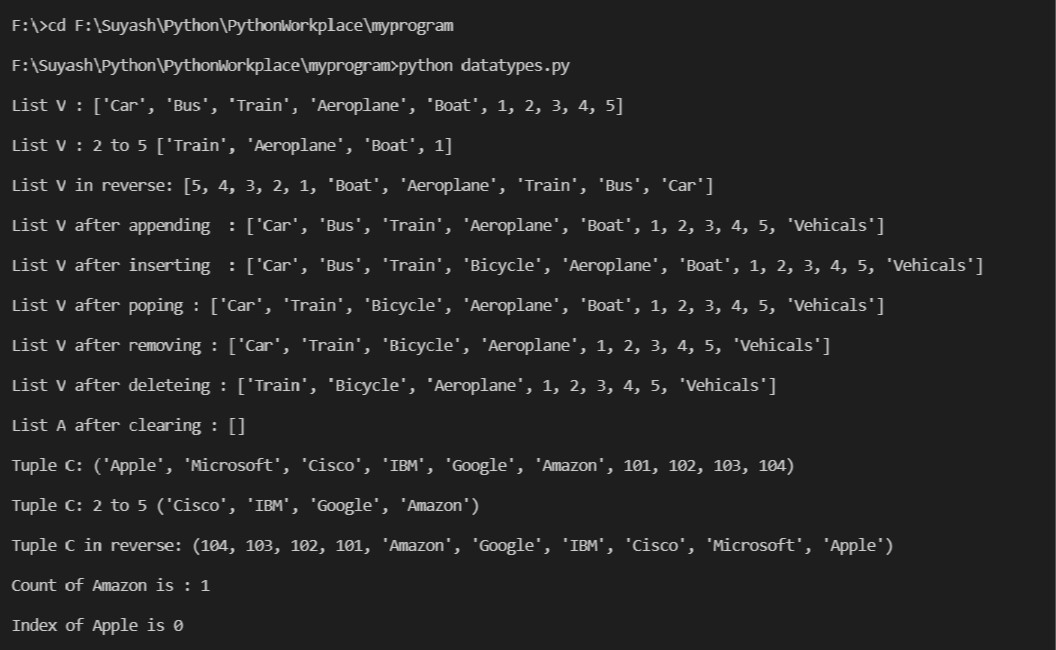 F:\>cd F:\Suyash\Python\PythonWorkplace\myprogram
F:\Suyash\Python\PythonWorkplace\myprogram>python datatypes.py
List V : ['Car', 'Bus', 'Train', 'Aeroplane', 'Boat', 1, 2, 3, 4, 5]
List V : 2 to 5 ['Train', 'Aeroplane', 'Boat', 1]
List V in reverse: [5, 4, 3, 2, 1, 'Boat', 'Aeroplane', 'Train', 'Bus', 'Car']
List V after appending  : ['Car', 'Bus', 'Train', 'Aeroplane', 'Boat', 1, 2, 3, 4, 5, 'Vehicals']
List V after inserting  : ['Car', 'Bus', 'Train', 'Bicycle', 'Aeroplane', 'Boat', 1, 2, 3, 4, 5, 'Vehicals']
List V after poping : ['Car', 'Train', 'Bicycle', 'Aeroplane', 'Boat', 1, 2, 3, 4, 5, 'Vehicals']
List V after removing : ['Car', 'Train', 'Bicycle', 'Aeroplane', 1, 2, 3, 4, 5, 'Vehicals']
List V after deleteing : ['Train', 'Bicycle', 'Aeroplane', 1, 2, 3, 4, 5, 'Vehicals']
List A after clearing : []
Tuple C: ('Apple', 'Microsoft', 'Cisco', 'IBM', 'Google', 'Amazon', 101, 102, 103, 104)
Tuple C: 2 to 5 ('Cisco', 'IBM', 'Google', 'Amazon')
Tuple C in reverse: (104, 103, 102, 101, 'Amazon', 'Google', 'IBM', 'Cisco', 'Microsoft', 'Apple')
Count of Amazon is : 1
Index of Apple is 0